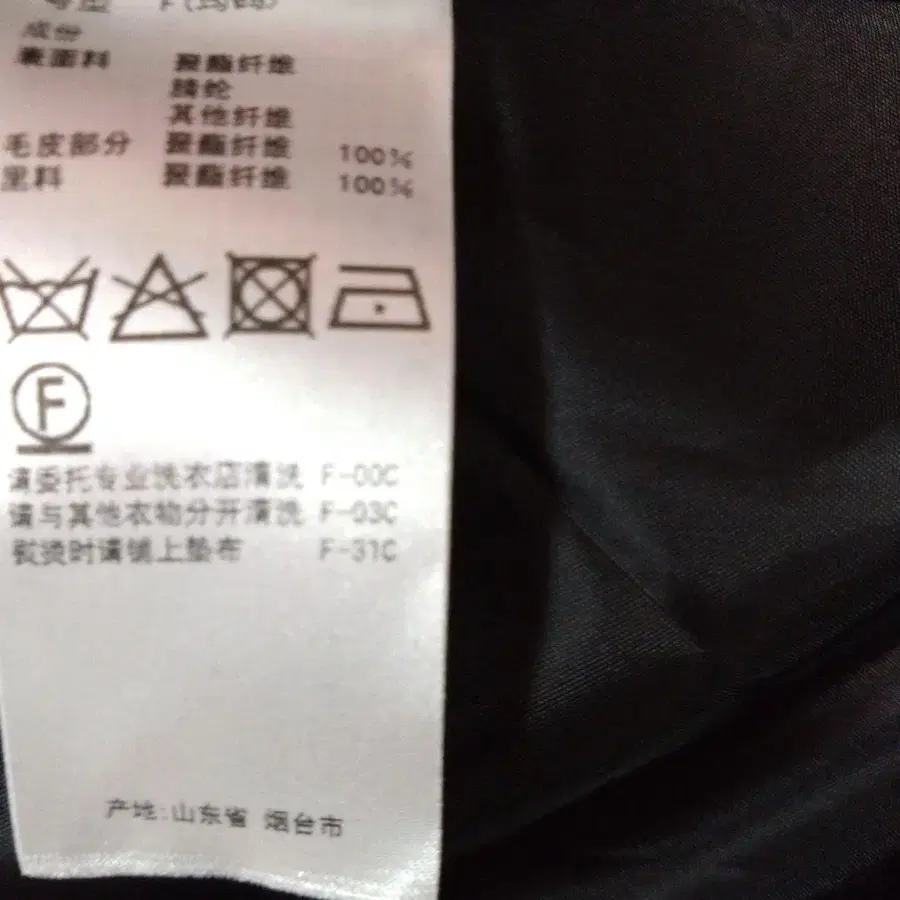 成份
表面料 聚酯纤维
腈纶
其他纤维
毛皮部分 聚酯纤维 100%
里料 聚酯纤维 100%
F
请委托专业洗衣店清洗 F-00C
请与其他衣物分开清洗 F-03C
熨烫时请铺上垫布 F-31C
产地:山东省 烟台市